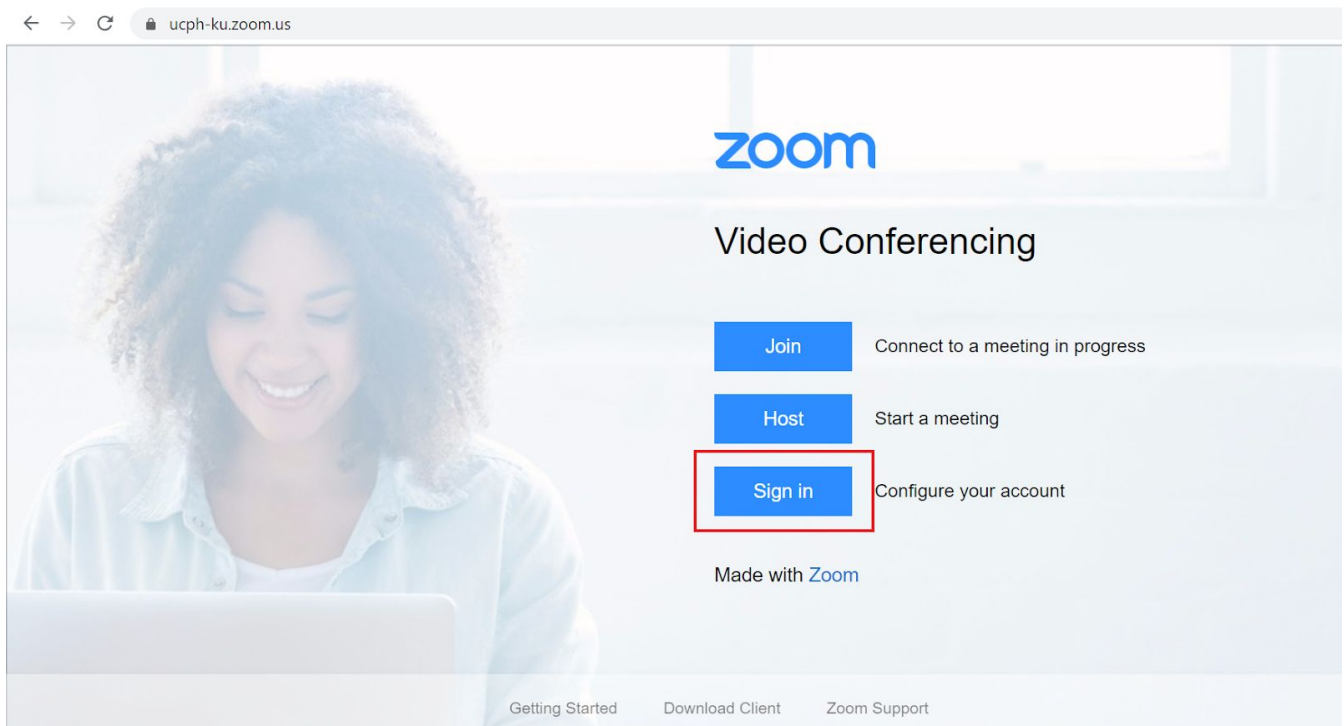 ucph-ku.zoom.us
zoom
Video Conferencing
Join Connect to a meeting in progress
Host Start a meeting
Sign in Configure your account
Made with Zoom
Getting Started Download Client Zoom Support